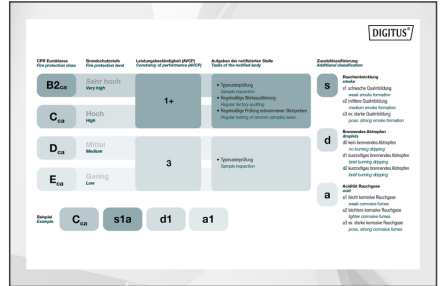 DIGITUS®
CPR Euroklasse
Fire protection class
Brandschutzstufe
Fire protection level
Leistungsbeständigkeit (AVCP)
Constancy of performance (AVCP)
Aufgaben der notifizierten Stelle
Tasks of the notified body
Zusatzklassifizierung
Additional classification
B2ca
Sehr hoch
Very high
1+
• Typmusterprüfung
Sample inspection
• Regelmäßige Werksauditierung
Regular factory auditing
• Regelmäßige Prüfung entnommener Stichproben
Regular testing of random samples taken
Cca
Hoch
High
Dca
Mittel
Medium
3
• Typmusterprüfung
Sample inspection
Eca
Gering
Low
s
Rauchentwicklung
smoke
s1 schwache Qualmbildung
weak smoke formation
s2 mittlere Qualmbildung
medium smoke formation
s3 ev. starke Qualmbildung
poss. strong smoke formation
d
Brennendes Abtropfen
droplets
d0 kein brennendes Abtropfen
no burning dripping
d1 kurzzeitiges brennendes Abtropfen
brief burning dripping
d2 kurzzeitiges brennendes Abtropfen
brief burning dripping
a
Acidität Rauchgase
acid
a1 leicht korrosive Rauchgase
weak corrosive fumes
a2 leichtere korrosive Rauchgase
lighter corrosive fumes
a3 ev. starke korrosive Rauchgase
poss. strong corrosive fumes
Beispiel
Example
Cca
s1a
d1
a1